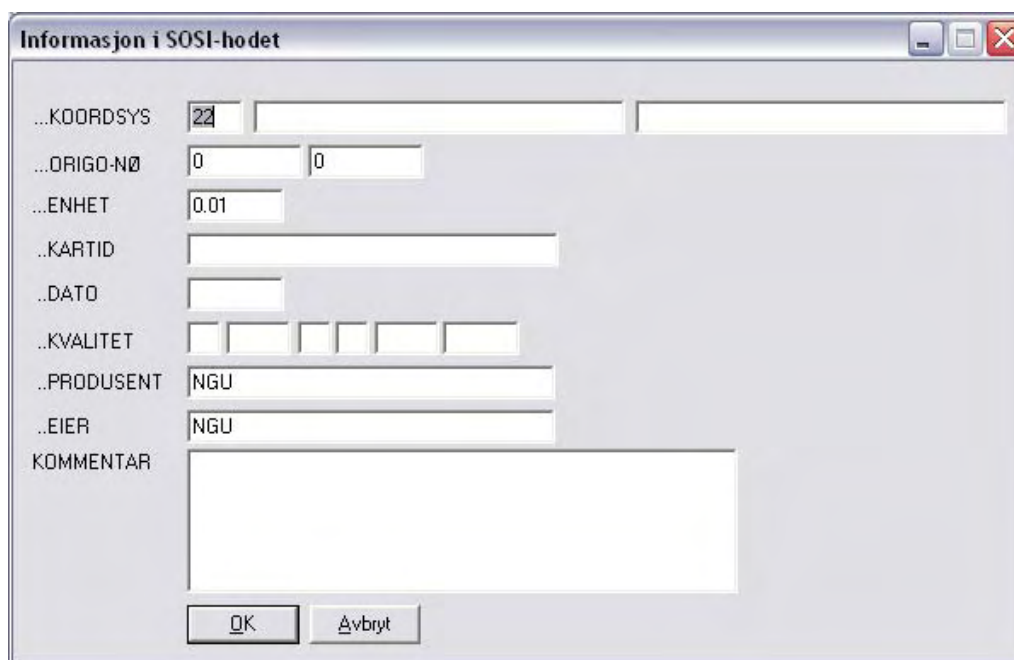 Informasjon i SOSI-hodet
...KOORDSYS 22
...ORIGO-NØ 0 0
...ENHET 0.01
..KARTID
..DATO
..KVALITET
..PRODUSENT NGU
..EIER NGU
KOMMENTAR
OK Avbryt